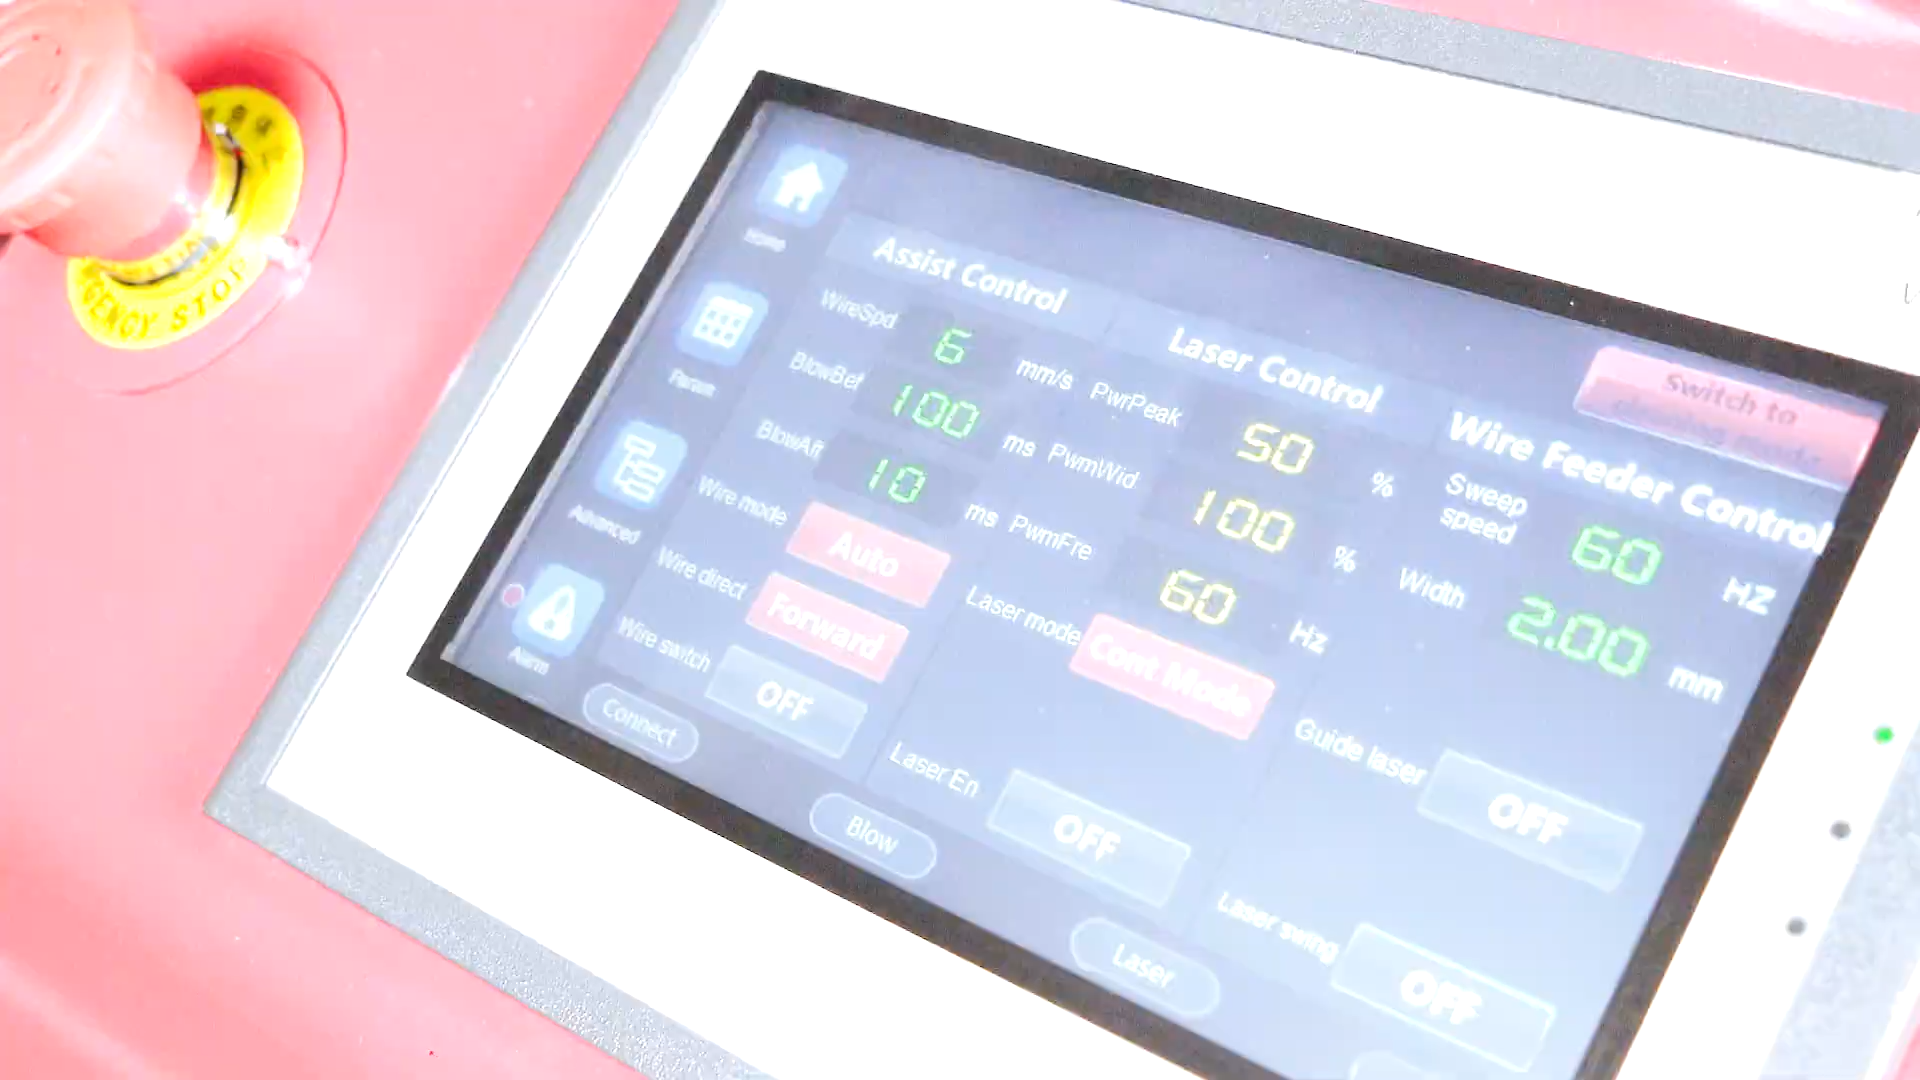 GENCY STOP
Home
Param
Advanced
Alarm
Assist Control
WireSpd 6 mm/s
BlowBef 100 ms
BlowAft 10 ms
Wire mode Auto
Wire direct Forward
Wire switch OFF
Laser Control
PwrPeak 50 %
PwmWid 100 %
PwmFre 60 Hz
Laser mode Cont Mode
Laser En OFF
Switch to
Wire Feeder Control
Sweep
speed 60 HZ
Width 2.00 mm
Guide laser OFF
Laser swing OFF
Connect
Blow
Laser